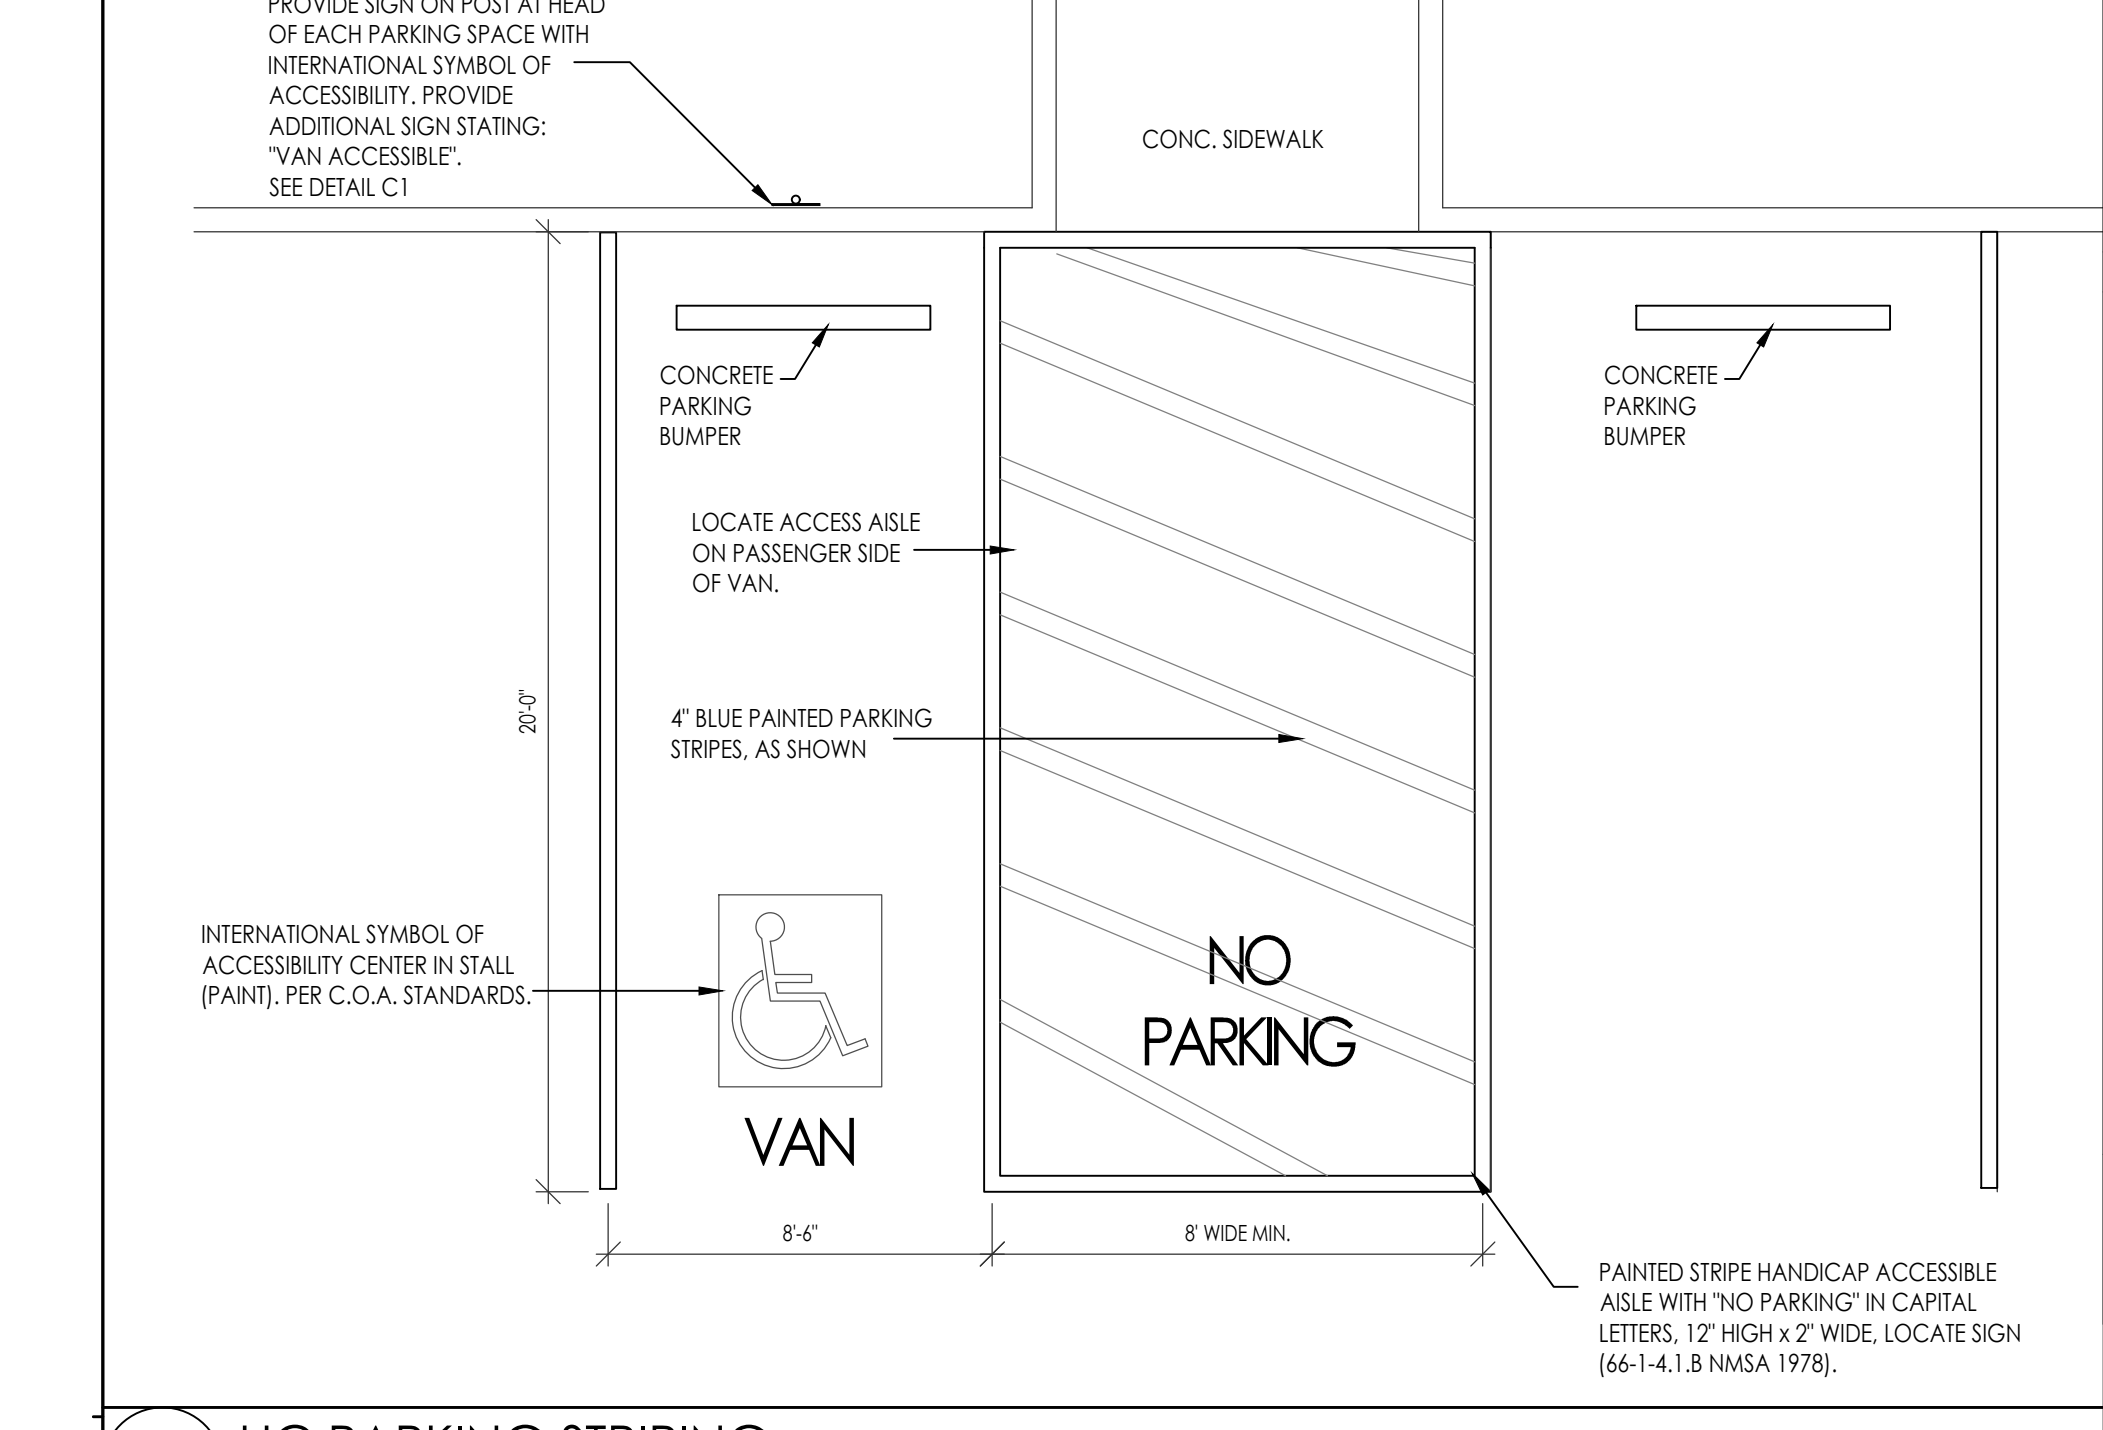 PROVIDE SIGN ON POST AT HEAD
OF EACH PARKING SPACE WITH
INTERNATIONAL SYMBOL OF
ACCESSIBILITY. PROVIDE
ADDITIONAL SIGN STATING:
"VAN ACCESSIBLE".
SEE DETAIL C1
CONC. SIDEWALK
CONCRETE
PARKING
BUMPER
CONCRETE
PARKING
BUMPER
LOCATE ACCESS AISLE
ON PASSENGER SIDE
OF VAN.
20'-0"
4" BLUE PAINTED PARKING
STRIPES, AS SHOWN
INTERNATIONAL SYMBOL OF
ACCESSIBILITY CENTER IN STALL
(PAINT). PER C.O.A. STANDARDS.
NO
PARKING
VAN
8'-6"
8' WIDE MIN.
PAINTED STRIPE HANDICAP ACCESSIBLE
AISLE WITH "NO PARKING" IN CAPITAL
LETTERS, 12" HIGH x 2" WIDE, LOCATE SIGN
(66-1-4.1.B NMSA 1978).
HC PARKING STRIPING